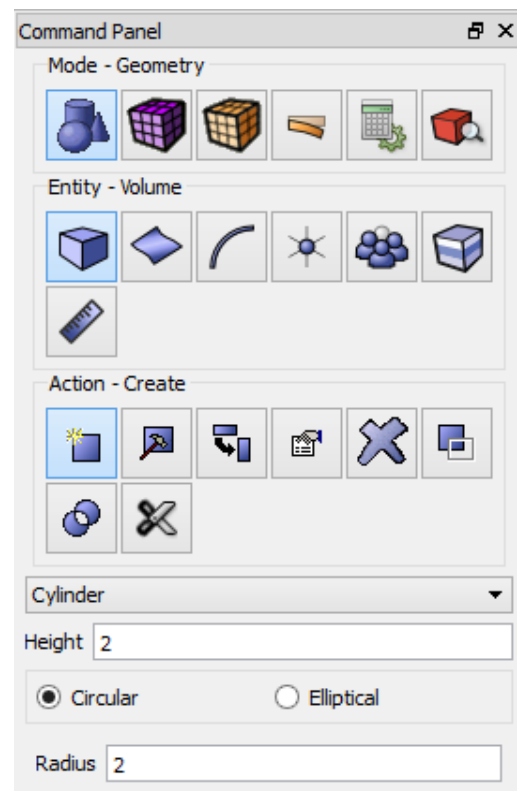 Command Panel
Mode - Geometry
Entity - Volume
Action - Create
Cylinder
Height 2
Circular Elliptical
Radius 2